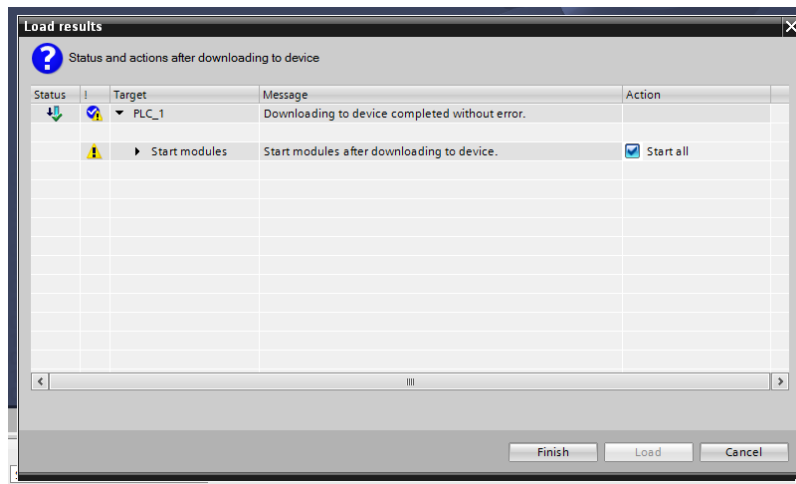 Load results
Status and actions after downloading to device
Status ! Target Message Action
PLC_1 Downloading to device completed without error.
Start modules Start modules after downloading to device. Start all
Finish Load Cancel